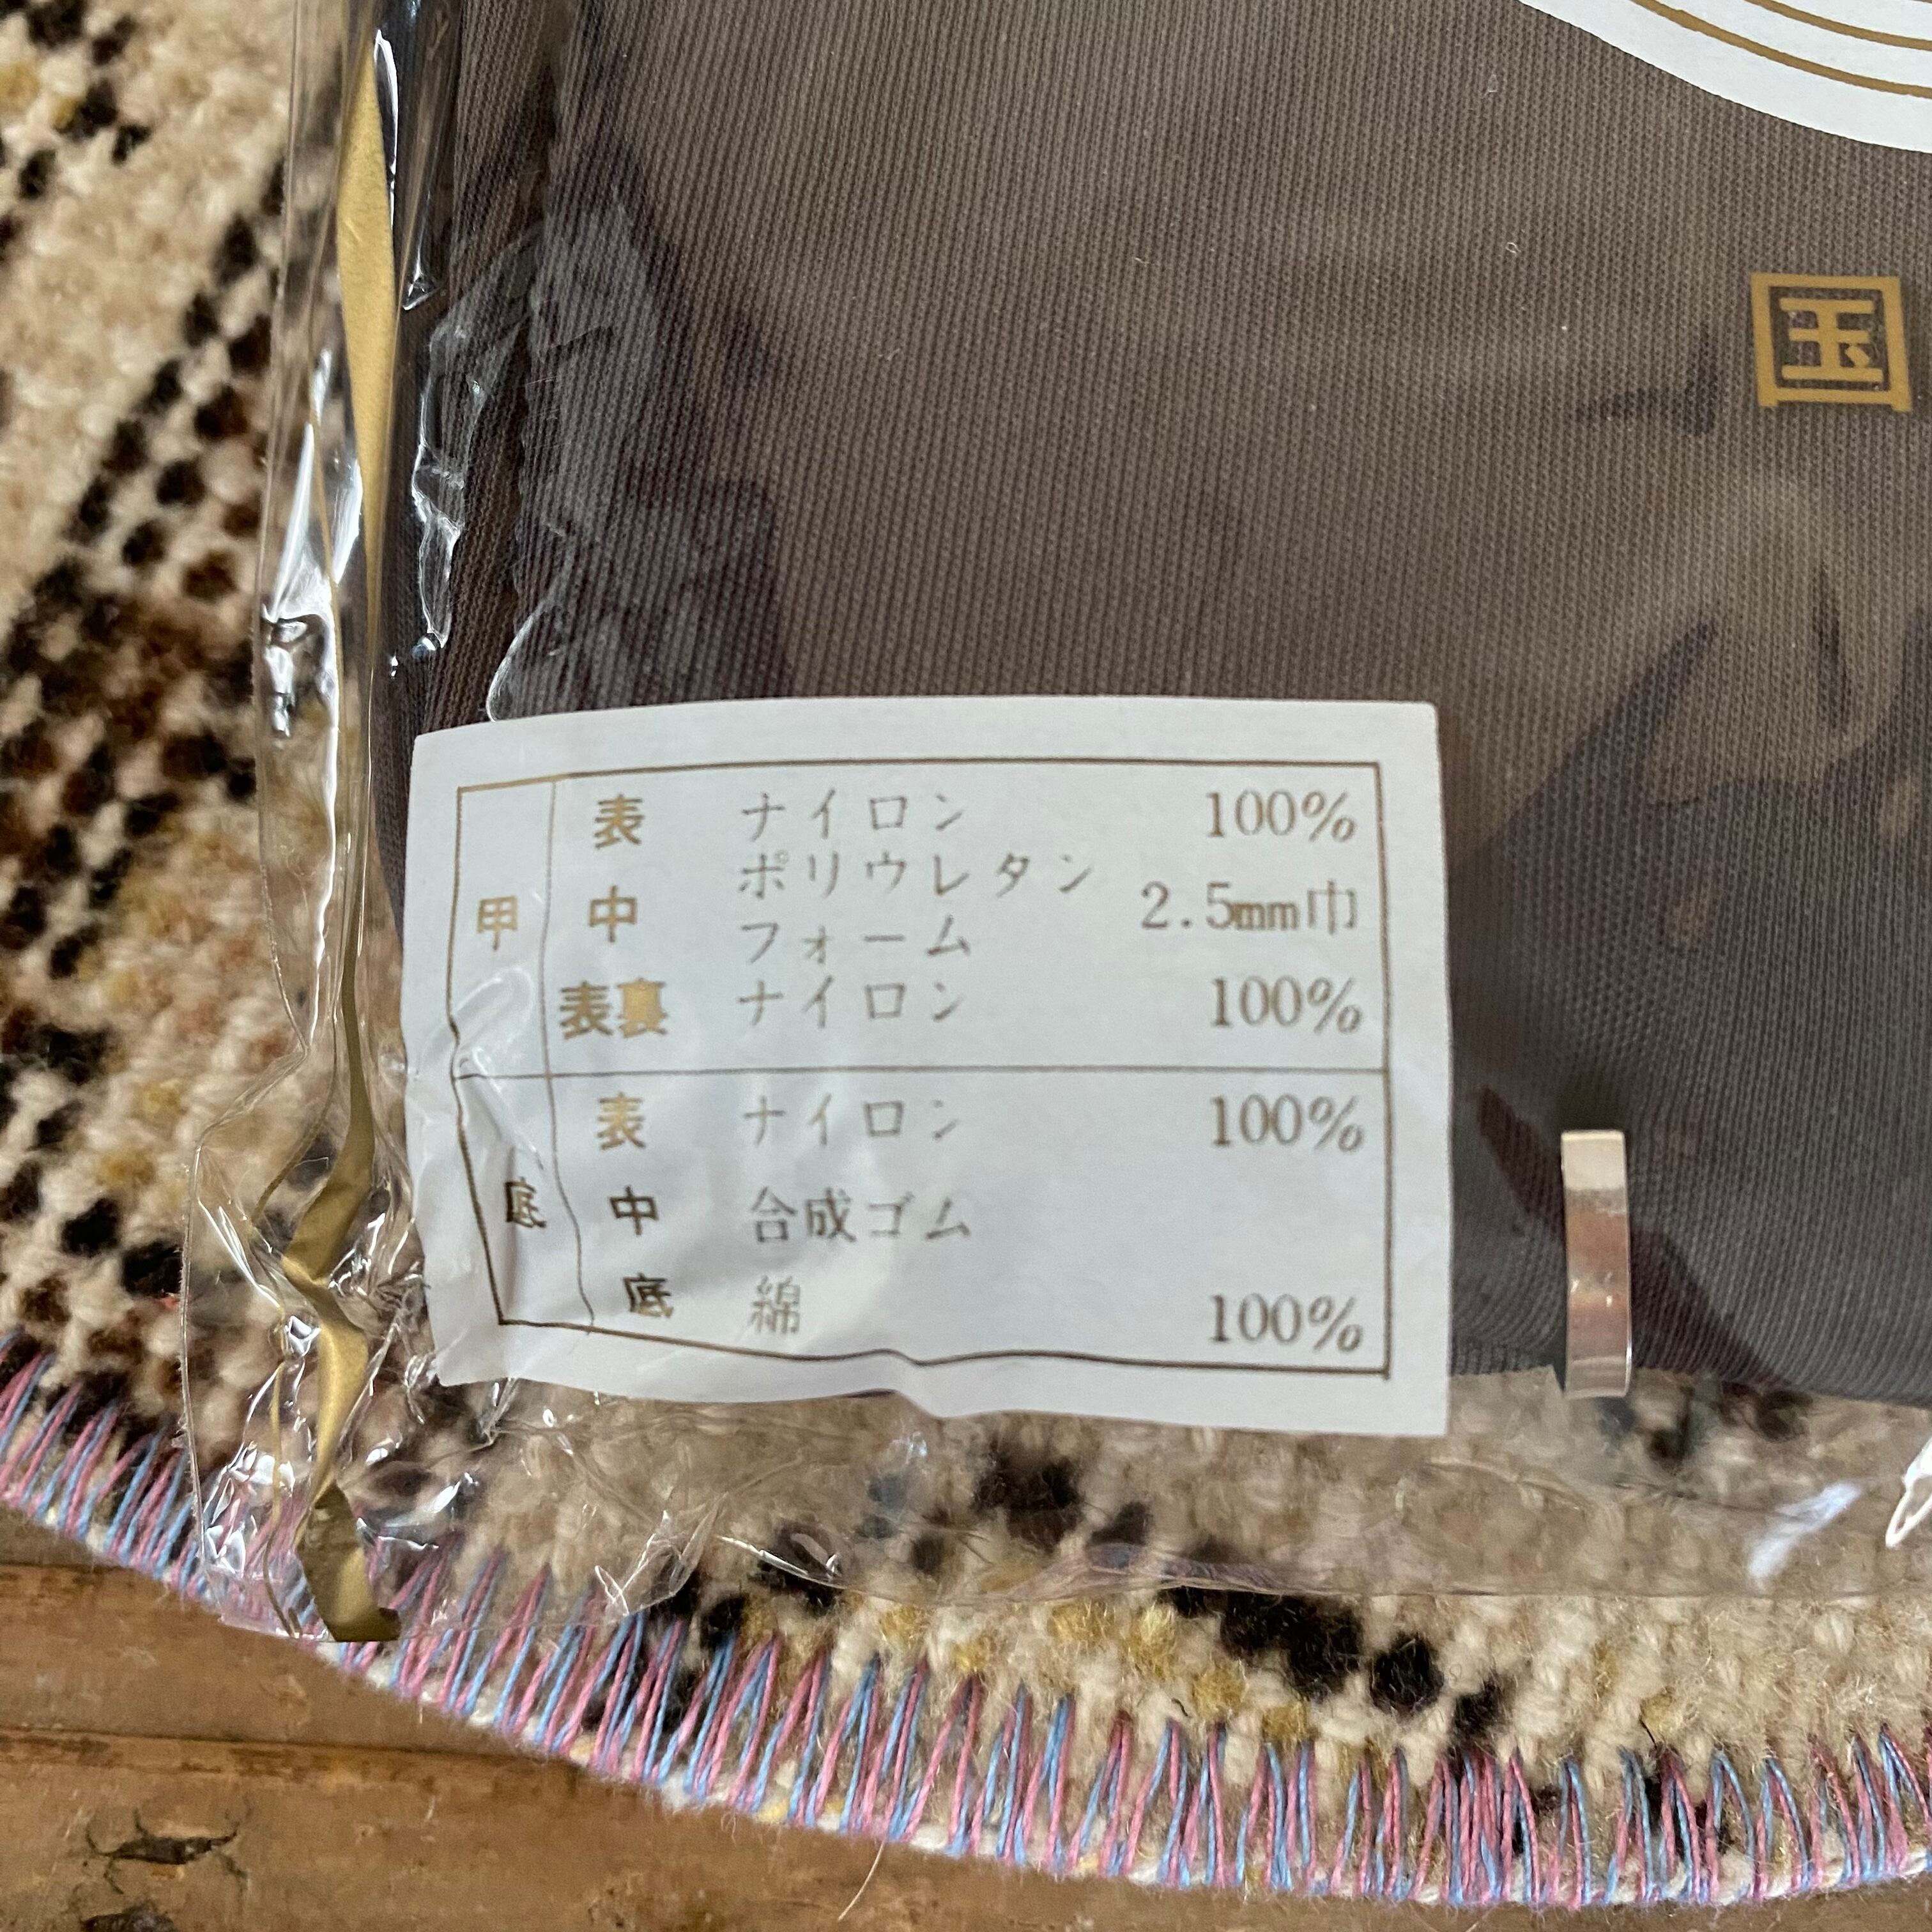 国
甲 表 ナイロン 100%
中 ポリウレタンフォーム 2.5mm巾
表裏 ナイロン 100%
底 表 ナイロン 100%
中 合成ゴム
底 綿 100%